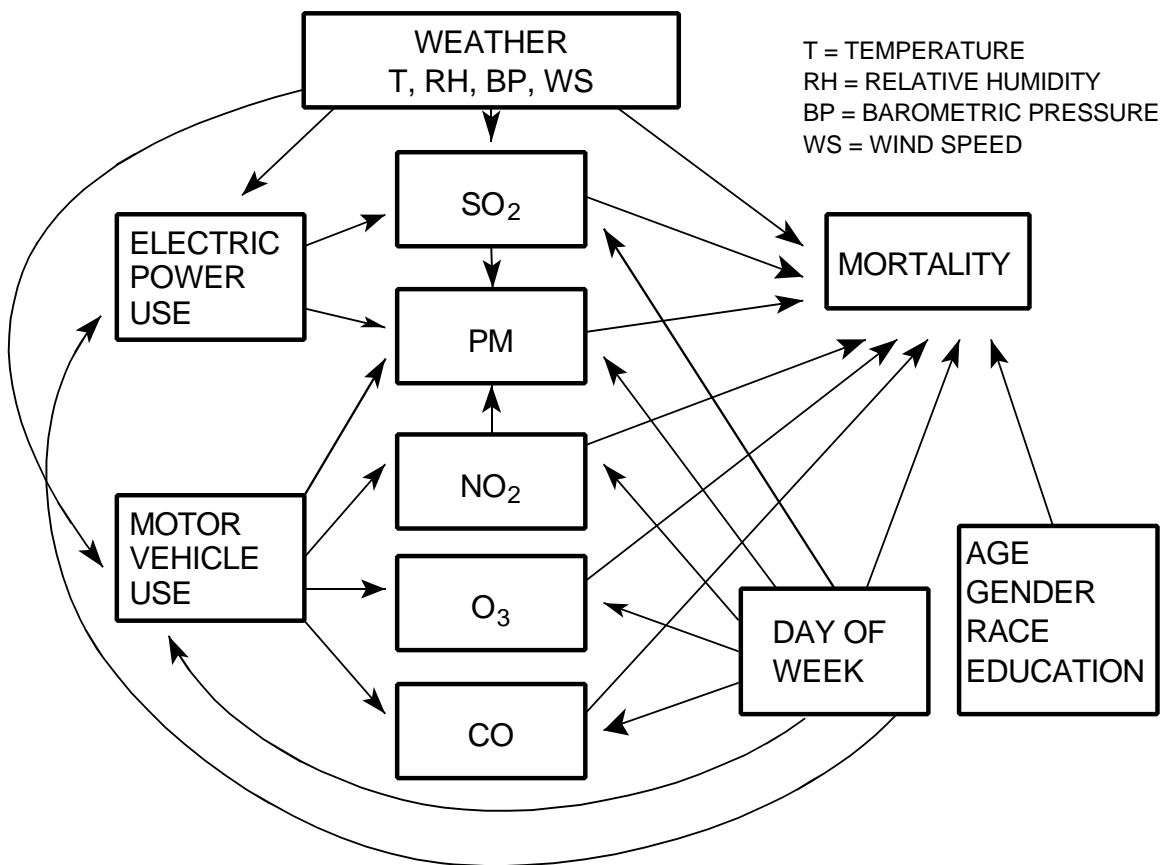 WEATHER
T, RH, BP, WS
T = TEMPERATURE
RH = RELATIVE HUMIDITY
BP = BAROMETRIC PRESSURE
WS = WIND SPEED
SO2
ELECTRIC
POWER
USE
MORTALITY
PM
NO2
MOTOR
VEHICLE
USE
O3
CO
DAY OF
WEEK
AGE
GENDER
RACE
EDUCATION